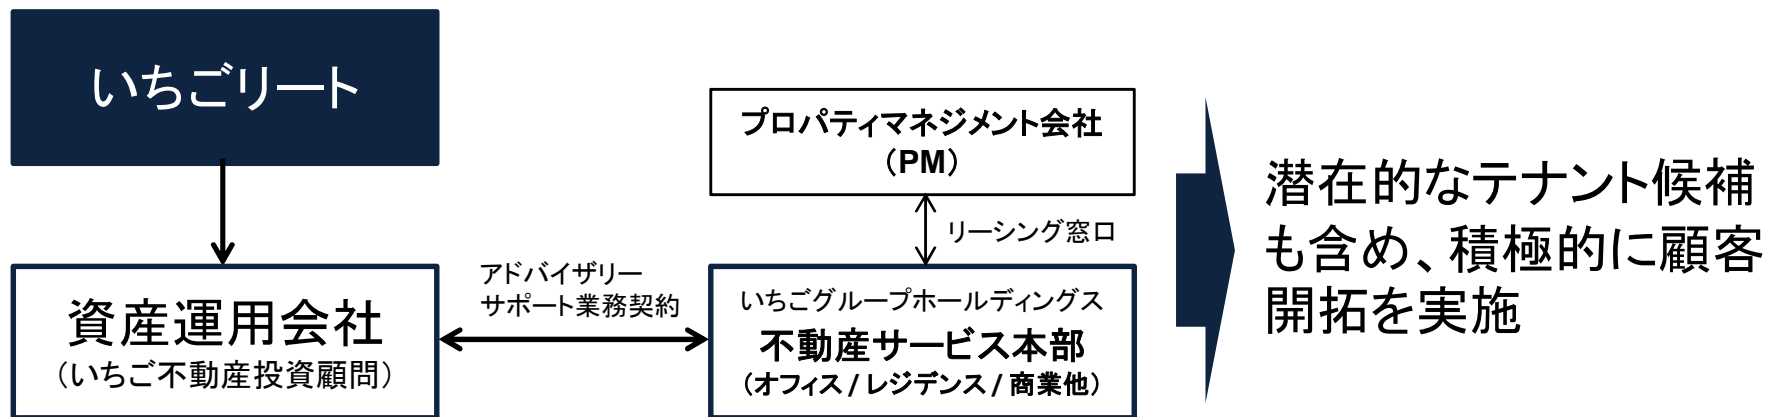 いちごリート
プロパティマネジメント会社
（PM）
リーシング窓口
資産運用会社
（いちご不動産投資顧問）
アドバイザリー
サポート業務契約
いちごグループホールディングス
不動産サービス本部
（オフィス / レジデンス / 商業他）
潜在的なテナント候補
も含め、積極的に顧客
開拓を実施